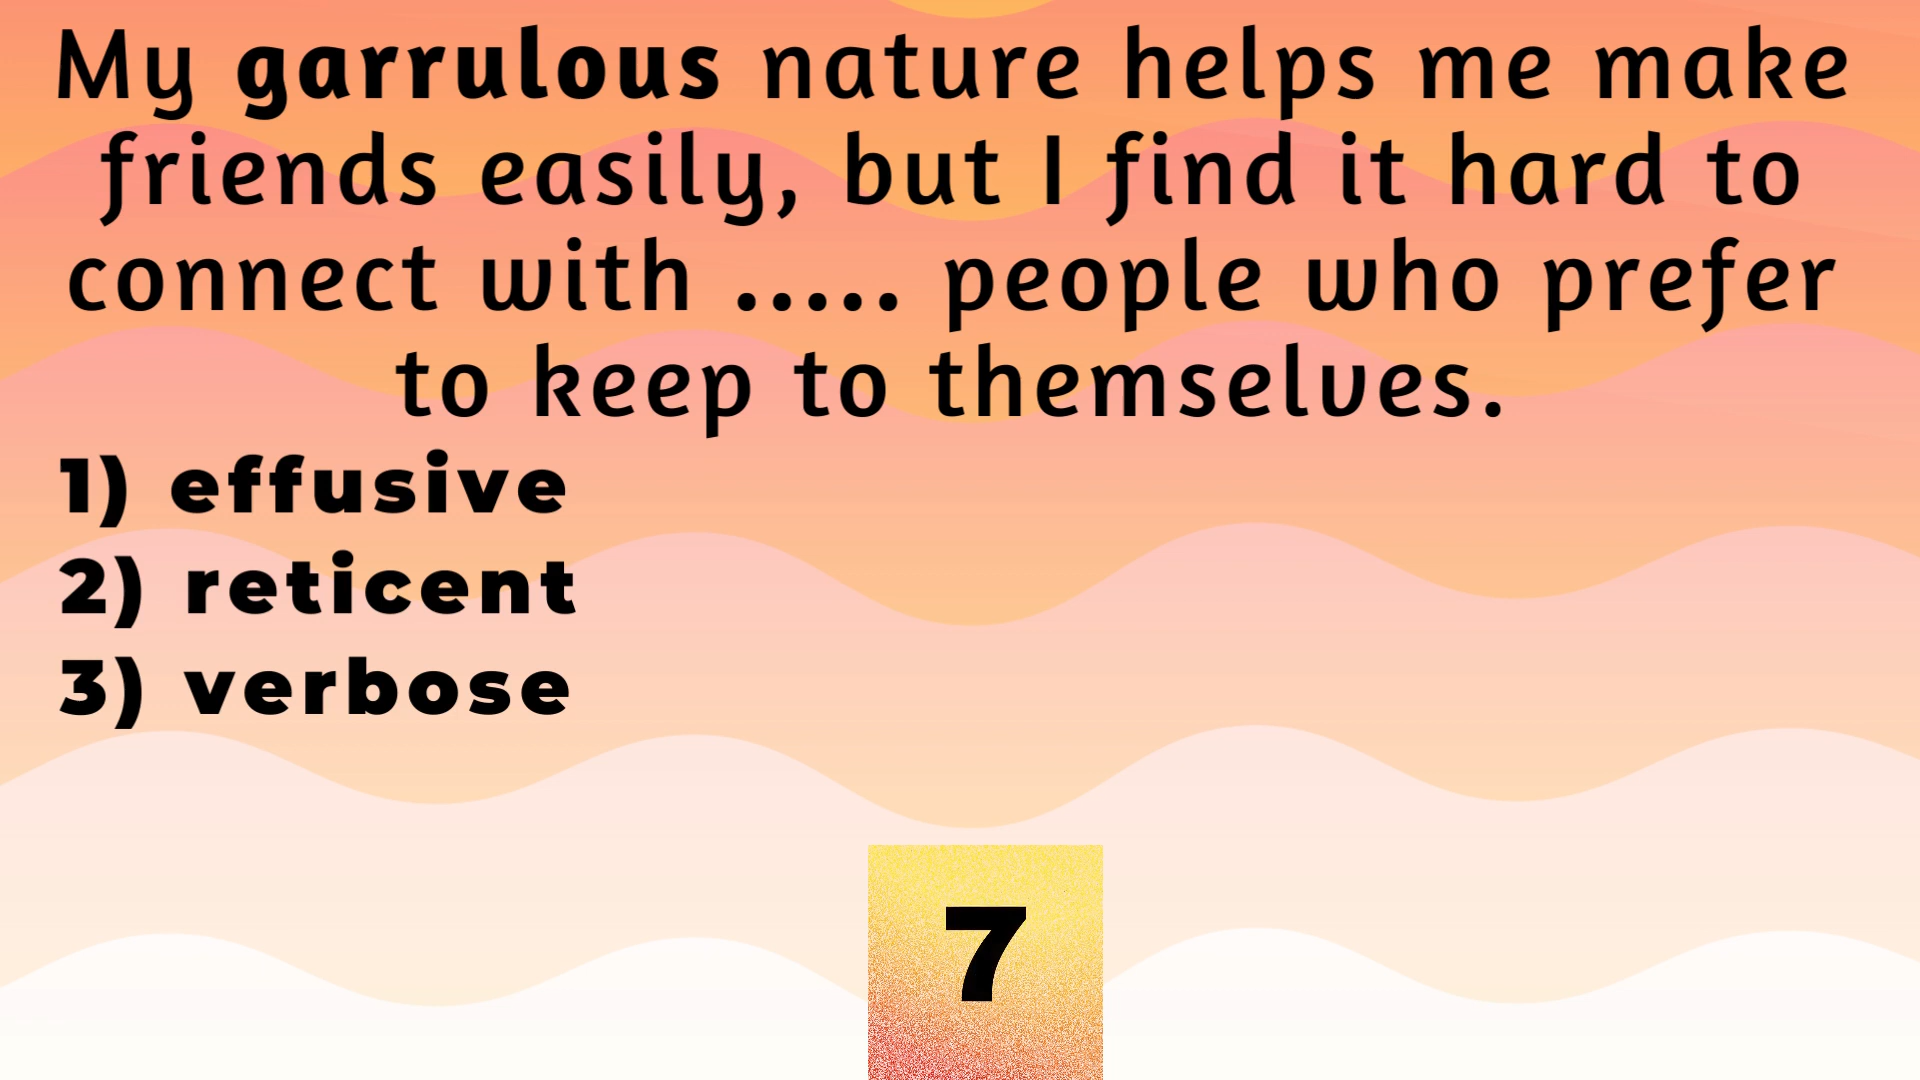 My garrulous nature helps me make
friends easily, but I find it hard to
connect with ..... people who prefer
to keep to themselves.
1) effusive
2) reticent
3) verbose
7